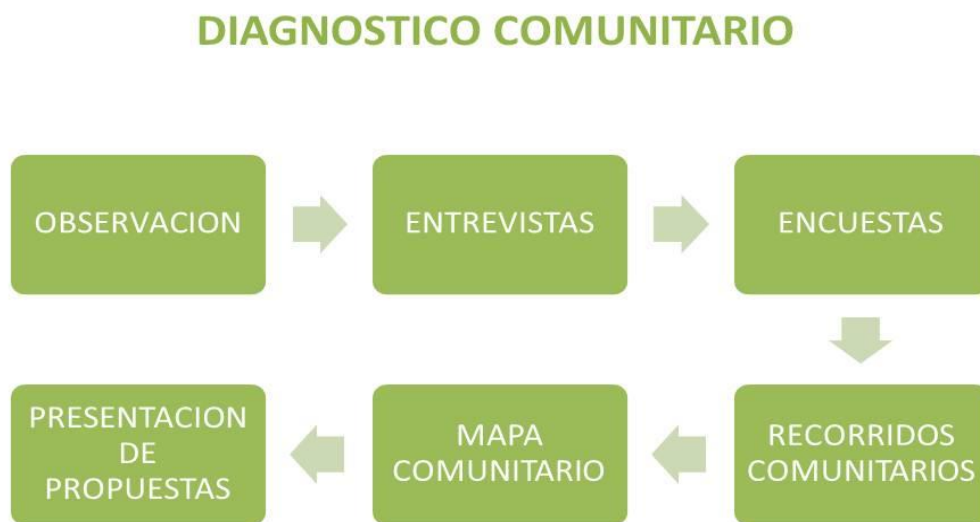 DIAGNOSTICO COMUNITARIO
OBSERVACION
ENTREVISTAS
ENCUESTAS
RECORRIDOS
COMUNITARIOS
MAPA
COMUNITARIO
PRESENTACION
DE
PROPUESTAS